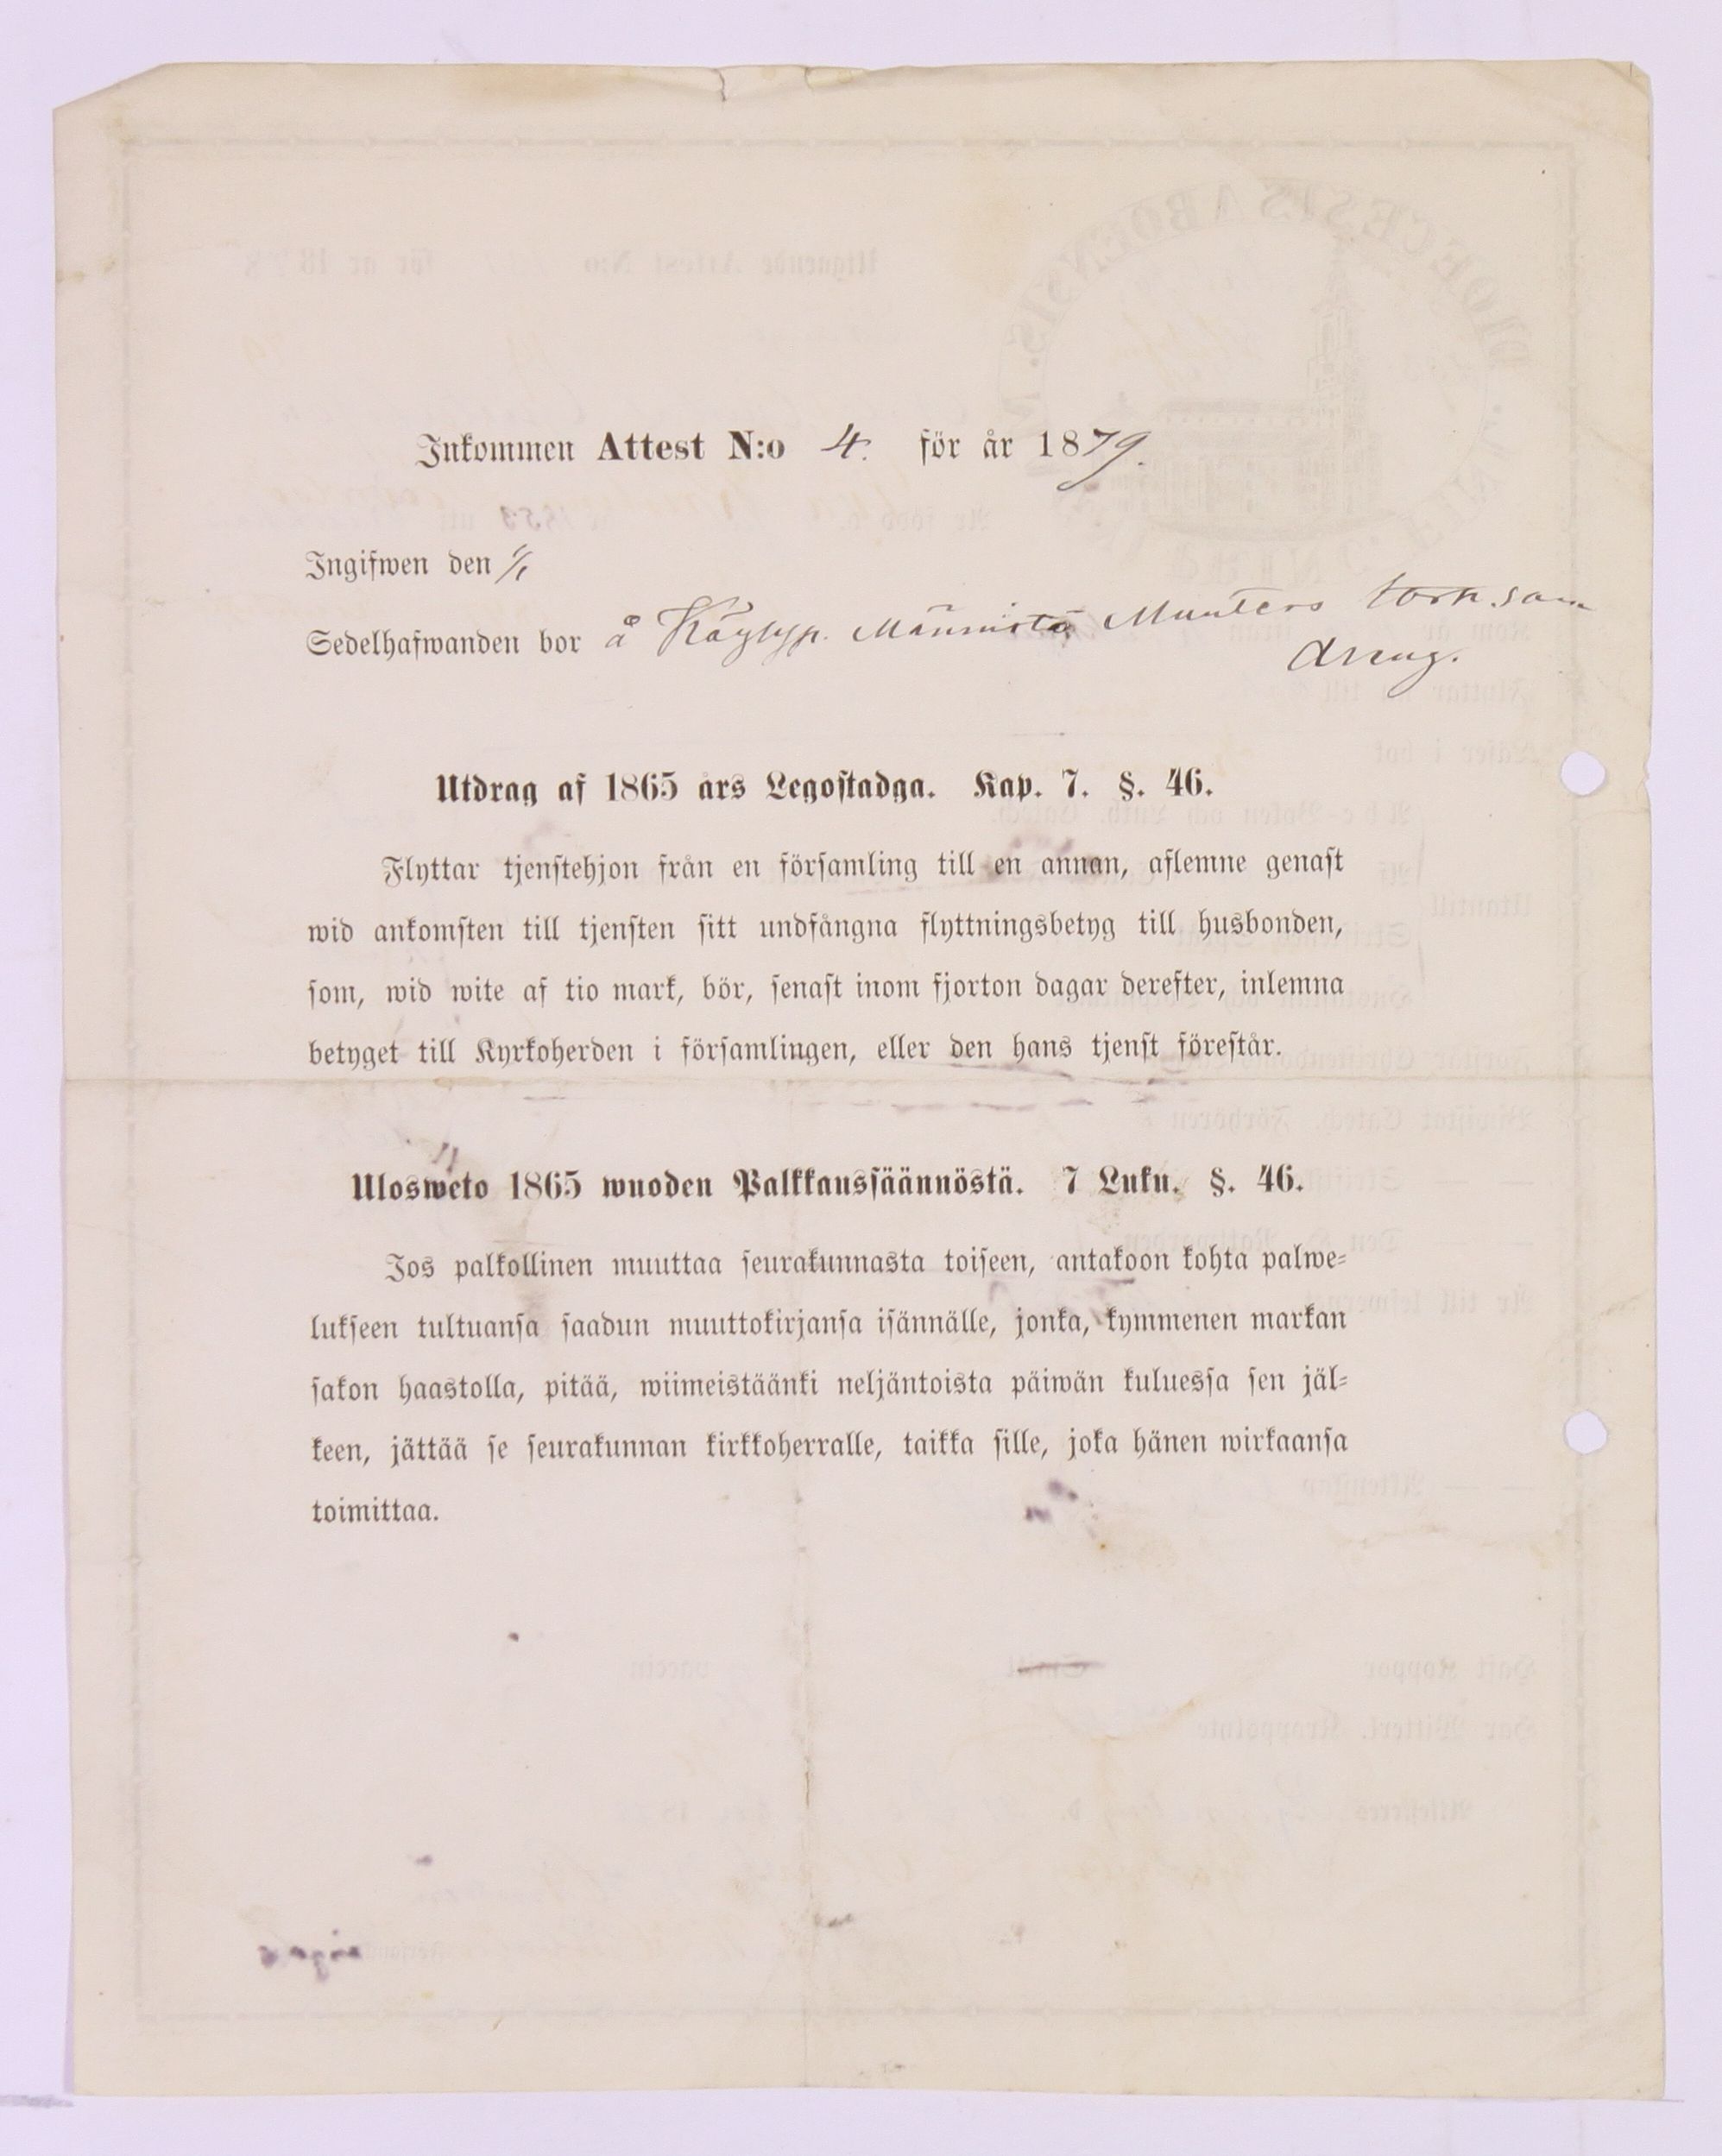 Inkommen Attest N:o 4. för år 1879.
Ingifwen den 1/1
Sedelhafwanden bor å Männistö Munters torp. som
dreng.
Utdrag af 1865 års Legostadga. Kap. 7. §. 46.
Flyttar tjenstehjon från en församling till en annan, aflemne genast
wid ankomsten till tjensten sitt undfångna flyttningsbetyg till husbonden,
som, wid wite af tio mark, bör, senast inom fjorton dagar derefter, inlemna
betyget till Kyrkoherden i församlingen, eller den hans tjenst förestår.
Ulosweto 1865 wuoden Palkkaussäännöstä. 7 Luku. §. 46.
Jos palkollinen muuttaa seurakunnasta toiseen, antakoon kohta palwe-
lukseen tultuansa saadun muuttokirjansa isännälle, jonka, kymmenen markan
sakon haastolla, pitää, wiimeistäänki neljäntoista päiwän kuluessa sen jäl-
keen, jättää se seurakunnan kirkkoherralle, taikka sille, joka hänen wirkaansa
toimittaa.